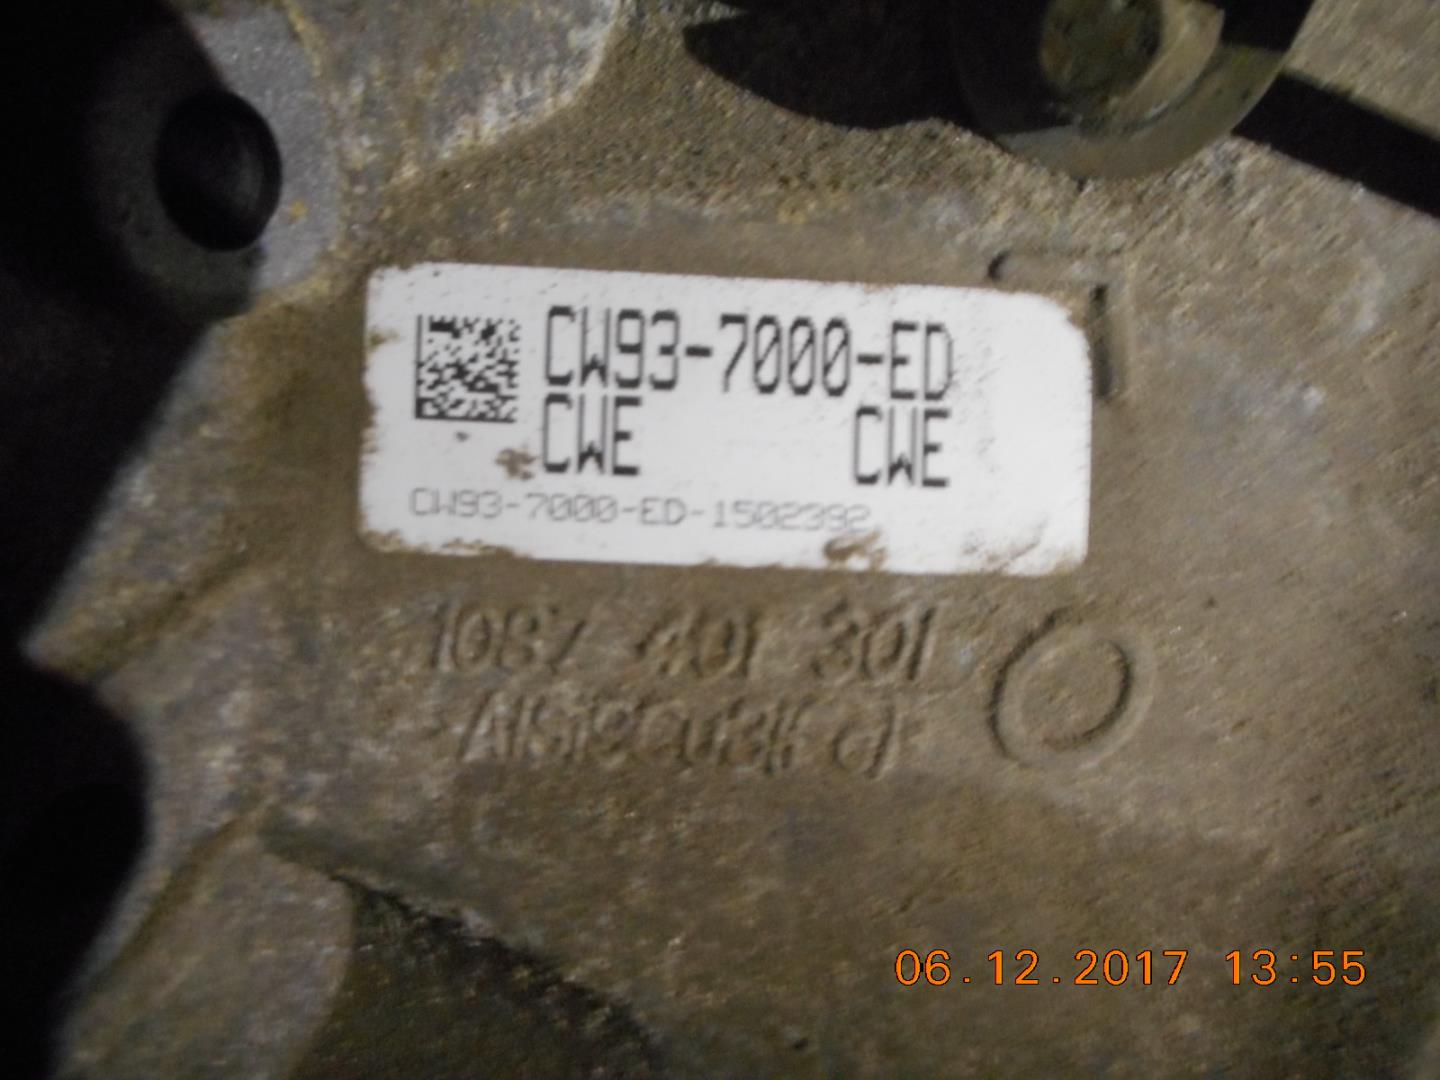 CW93-7000-ED
CWE CWE
CW93-7000-ED-1502392
1087 401 301
06.12.2017 13:55